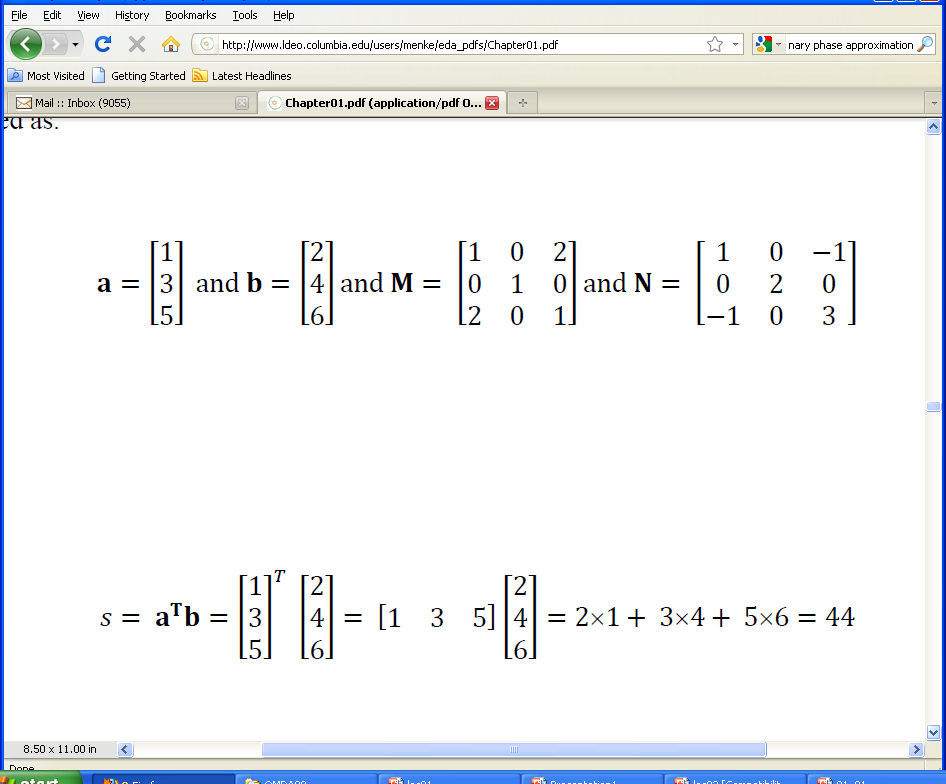 File Edit View History Bookmarks Tools Help
http://www.ldeo.columbia.edu/users/menke/eda_pdfs/Chapter01.pdf nary phase approximation
Most Visited Getting Started Latest Headlines
Mail :: Inbox (9055) Chapter01.pdf (application/pdf O...
ed as:
a = [1 3 5] and b = [2 4 6] and M = [1 0 2 0 1 0 2 0 1] and N = [1 0 −1 0 2 0 −1 0 3]
s = aᵀb = [1 3 5]ᵀ [2 4 6] = [1 3 5] [2 4 6] = 2×1 + 3×4 + 5×6 = 44
8.50 x 11.00 in
Done
start